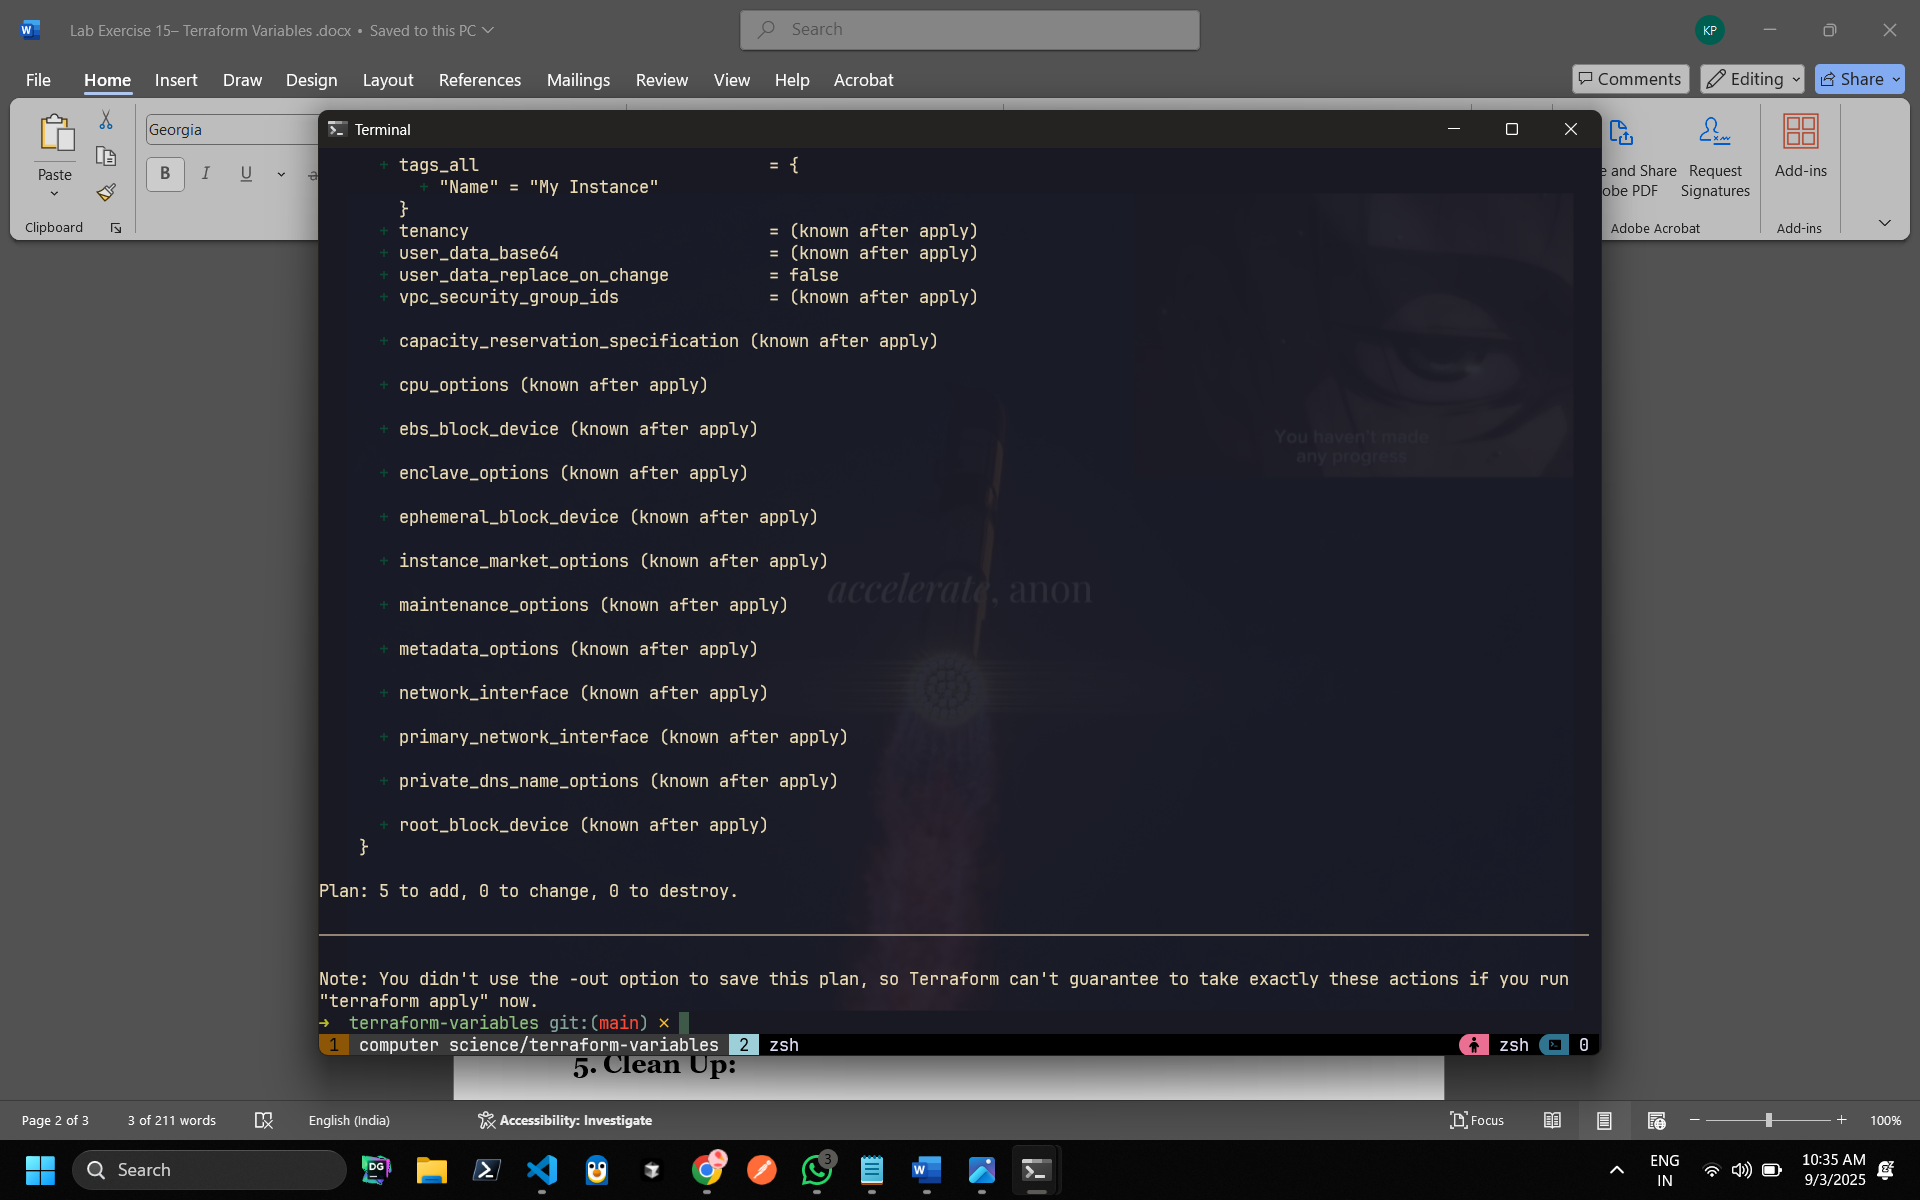 Lab Exercise 15– Terraform Variables .docx • Saved to this PC
Search
KP
File Home Insert Draw Design Layout References Mailings Review View Help Acrobat
Comments Editing Share
Georgia
Paste
B I U
Clipboard
e and Share
obe PDF
Adobe Acrobat
Request
Signatures
Add-ins
Add-ins
Terminal
+ tags_all = {
+ "Name" = "My Instance"
}
+ tenancy = (known after apply)
+ user_data_base64 = (known after apply)
+ user_data_replace_on_change = false
+ vpc_security_group_ids = (known after apply)
+ capacity_reservation_specification (known after apply)
+ cpu_options (known after apply)
+ ebs_block_device (known after apply)
+ enclave_options (known after apply)
+ ephemeral_block_device (known after apply)
+ instance_market_options (known after apply)
+ maintenance_options (known after apply)
+ metadata_options (known after apply)
+ network_interface (known after apply)
+ primary_network_interface (known after apply)
+ private_dns_name_options (known after apply)
+ root_block_device (known after apply)
}
You haven't made
any progress
accelerate, anon
Plan: 5 to add, 0 to change, 0 to destroy.
Note: You didn't use the -out option to save this plan, so Terraform can't guarantee to take exactly these actions if you run
"terraform apply" now.
➜ terraform-variables git:(main) ✗
1 computer science/terraform-variables 2 zsh
zsh 0
5. Clean Up:
Page 2 of 3 3 of 211 words English (India) Accessibility: Investigate
Focus
100%
Search
DG
3
ENG
IN
10:35 AM
9/3/2025